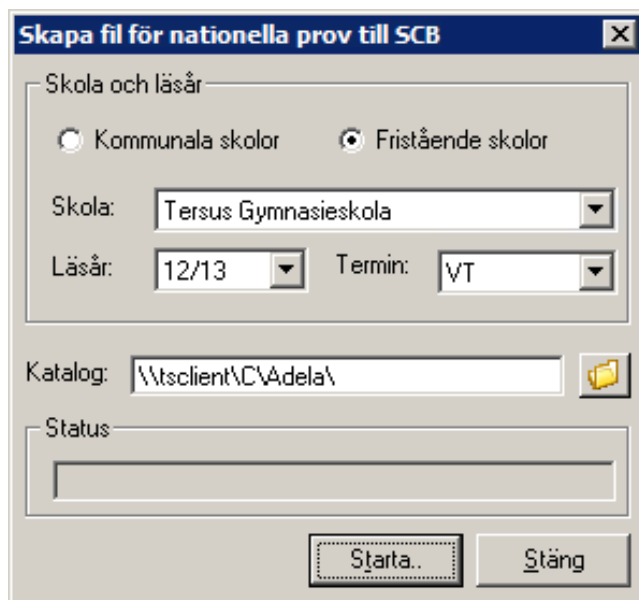 Skapa fil för nationella prov till SCB
Skola och läsår
Kommunala skolor Fristående skolor
Skola: Tersus Gymnasieskola
Läsår: 12/13 Termin: VT
Katalog: \\tsclient\C\Adela\
Status
Starta.. Stäng